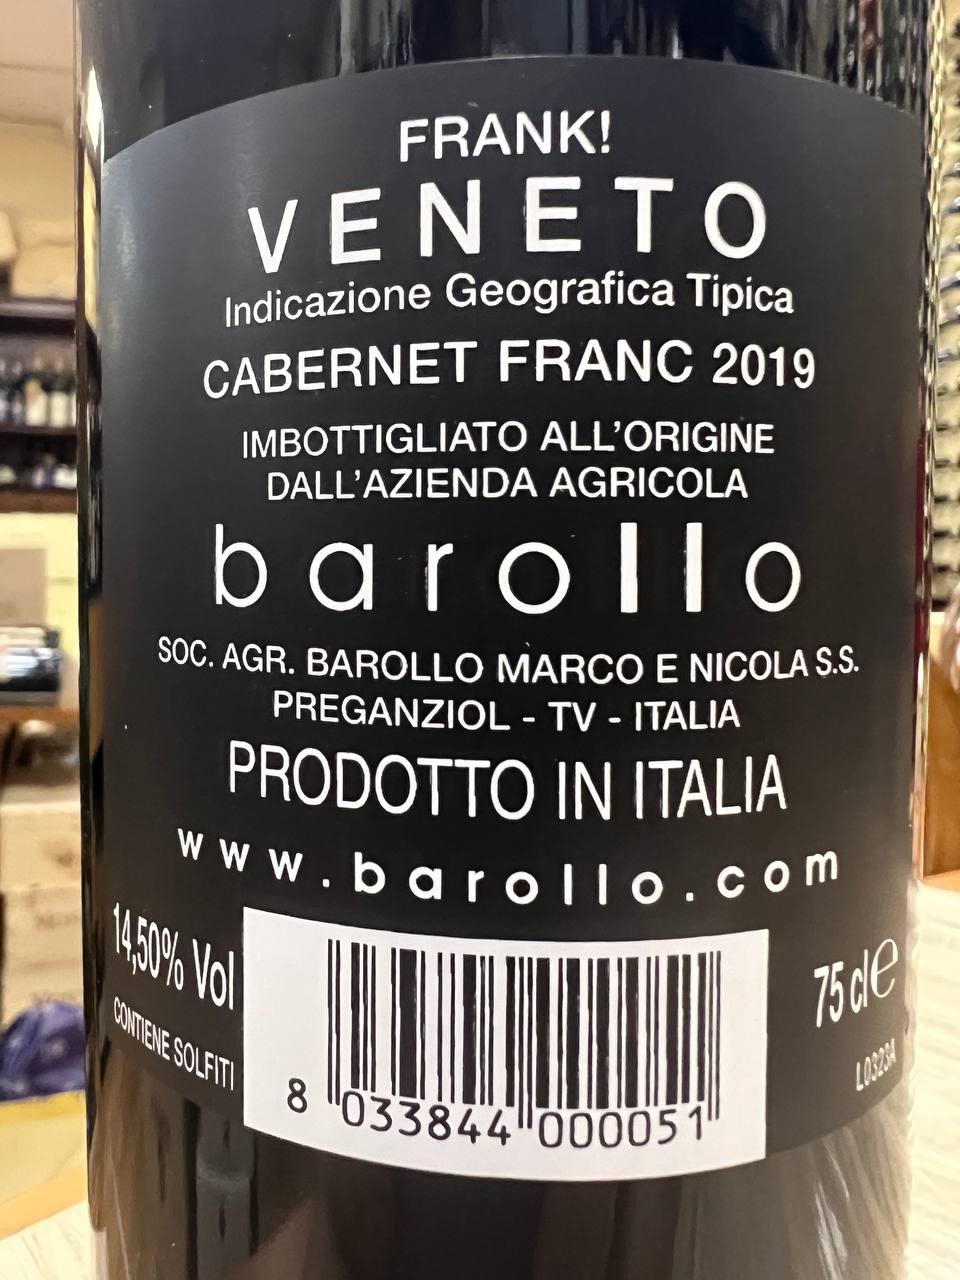 FRANK!
VENETO
Indicazione Geografica Tipica
CABERNET FRANC 2019
IMBOTTIGLIATO ALL'ORIGINE
DALL'AZIENDA AGRICOLA
barollo
SOC. AGR. BAROLLO MARCO E NICOLA S.S.
PREGANZIOL - TV - ITALIA
PRODOTTO IN ITALIA
www.barollo.com
14,50% Vol
CONTIENE SOLFITI
75 cl e
L0323A
8 033844 000051